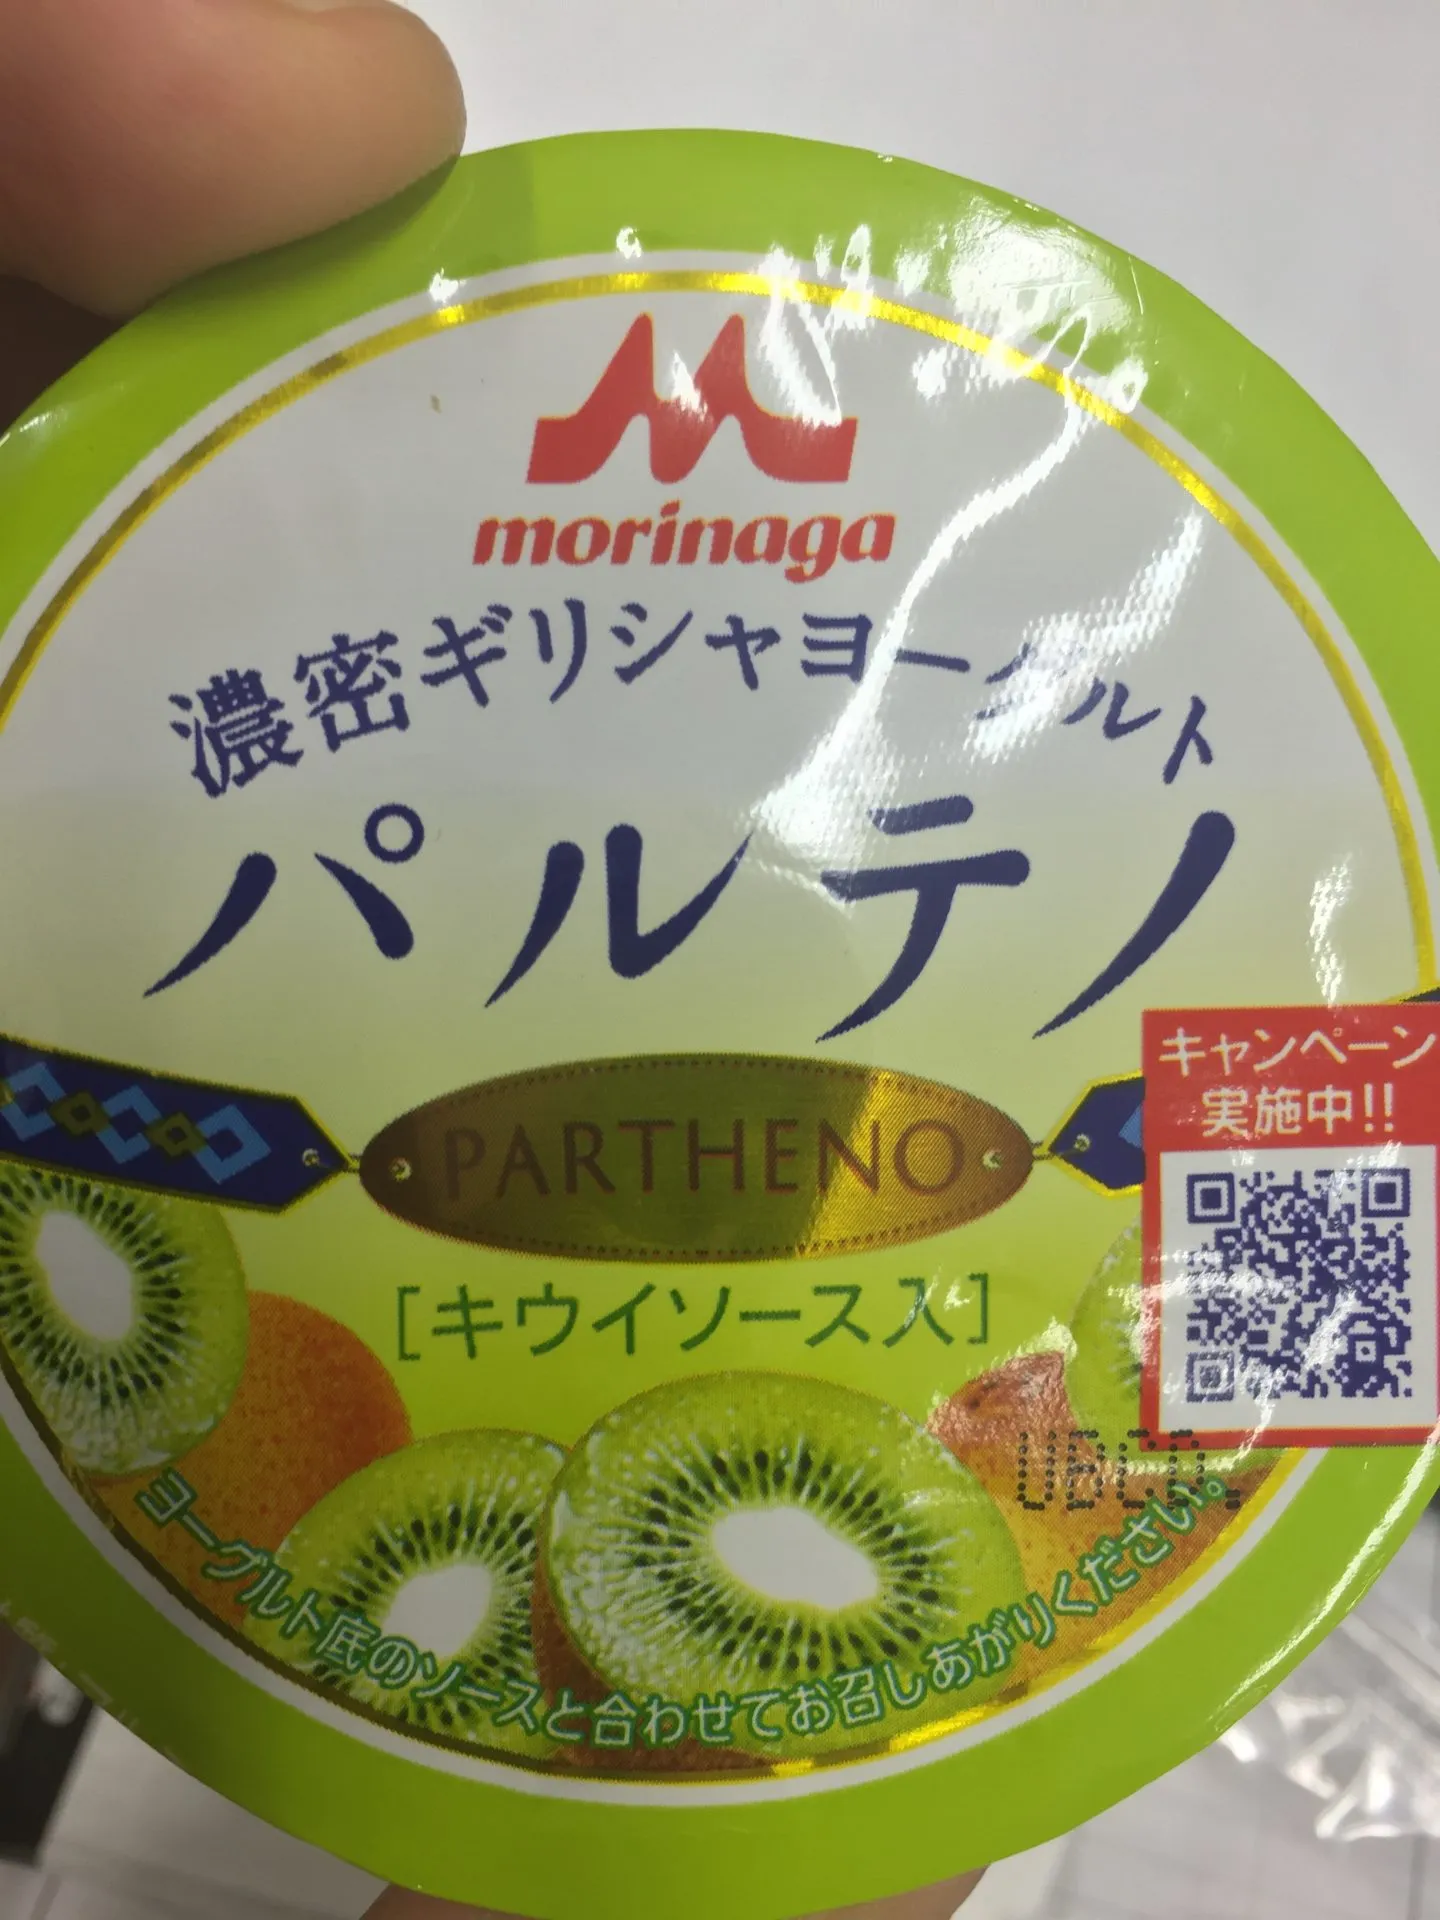 morinaga
濃密ギリシャヨーグルト
パルテノ
PARTHENO
[キウイソース入]
キャンペーン
実施中!!
ヨーグルト底のソースと合わせてお召しあがりください。